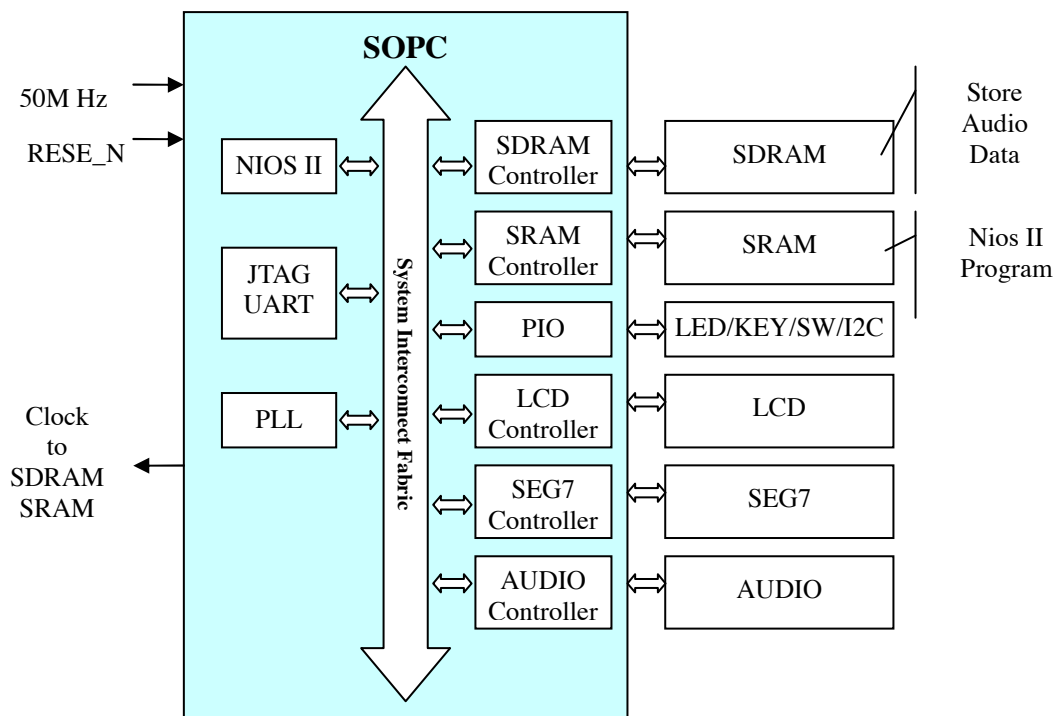 SOPC
50M Hz
RESE_N
NIOS II
JTAG
UART
PLL
Clock
to
SDRAM
SRAM
System Interconnect Fabric
SDRAM
Controller
SRAM
Controller
PIO
LCD
Controller
SEG7
Controller
AUDIO
Controller
SDRAM
SRAM
LED/KEY/SW/I2C
LCD
SEG7
AUDIO
Store
Audio
Data
Nios II
Program